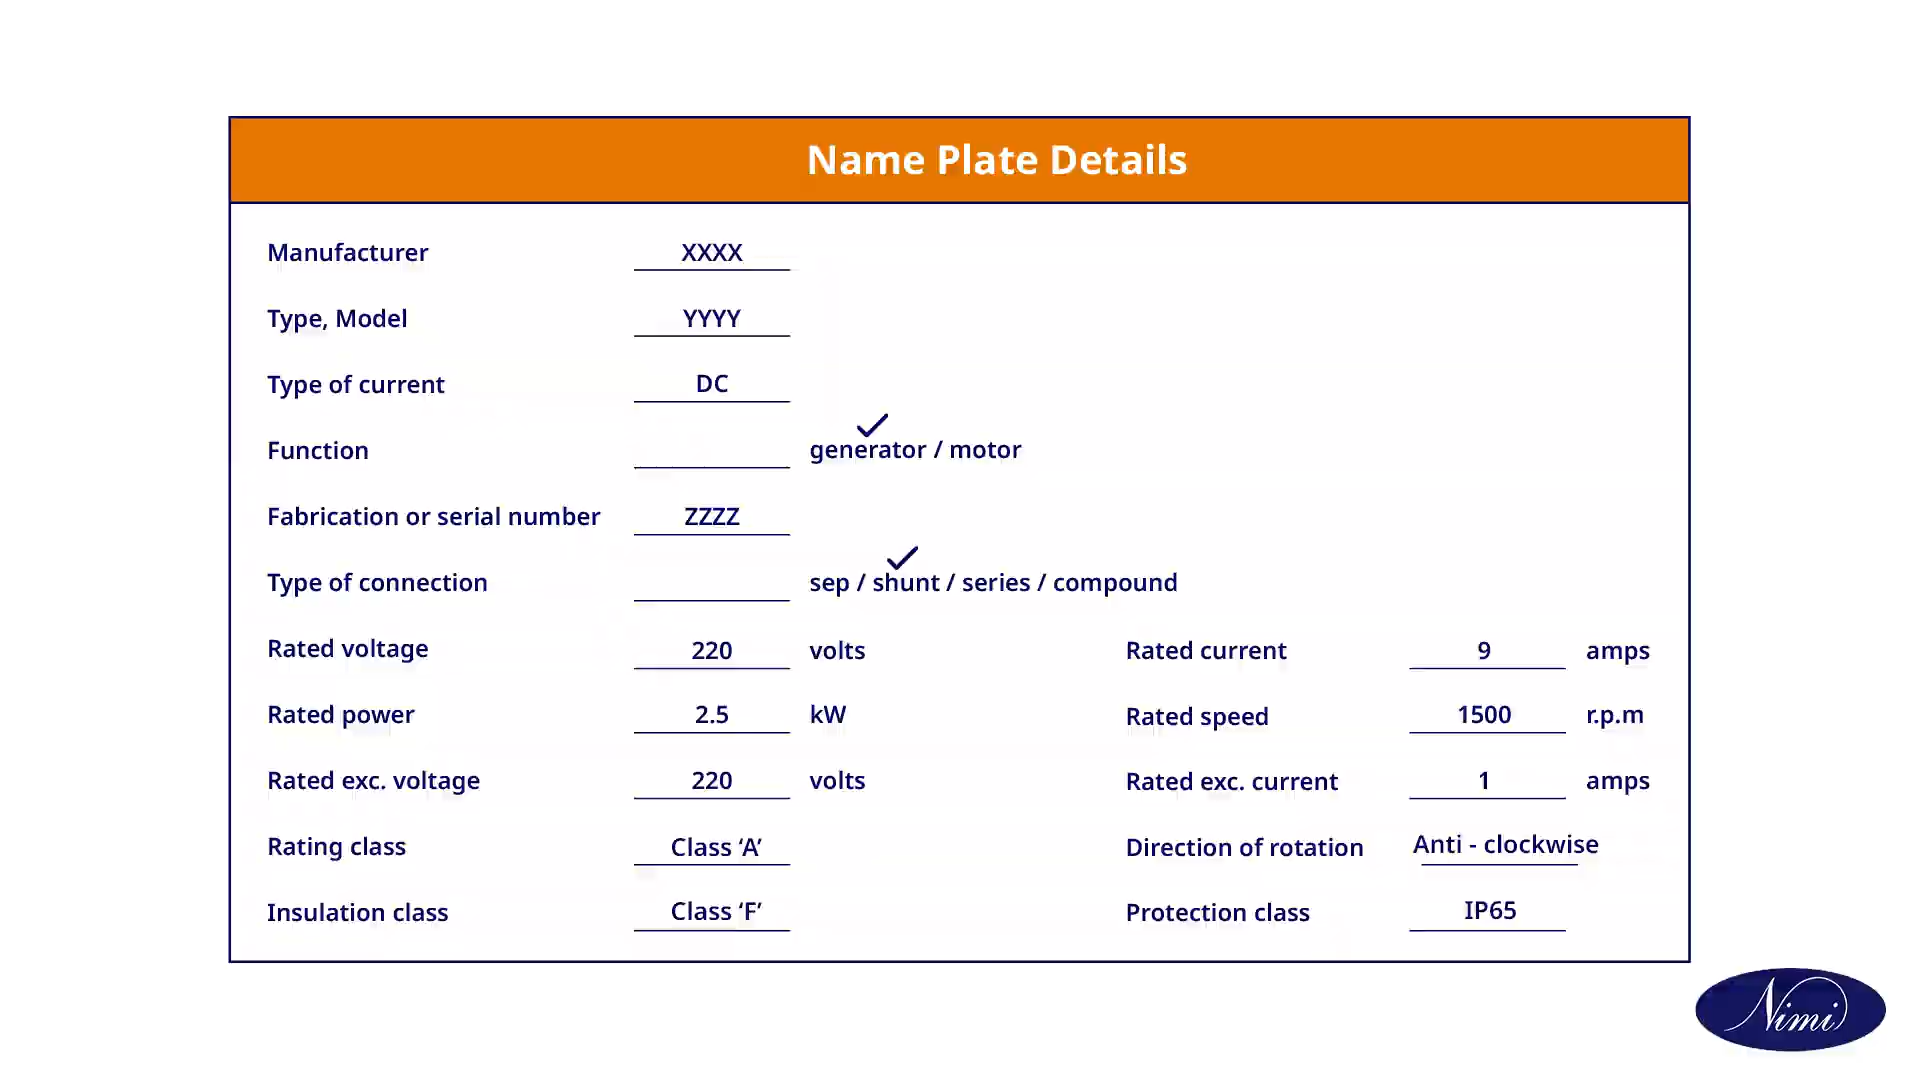 Name Plate Details
Manufacturer XXXX
Type, Model YYYY
Type of current DC
Function generator / motor
Fabrication or serial number ZZZZ
Type of connection sep / shunt / series / compound
Rated voltage 220 volts Rated current 9 amps
Rated power 2.5 kW Rated speed 1500 r.p.m
Rated exc. voltage 220 volts Rated exc. current 1 amps
Rating class Class ‘A’ Direction of rotation Anti - clockwise
Insulation class Class ‘F’ Protection class IP65
Nimi